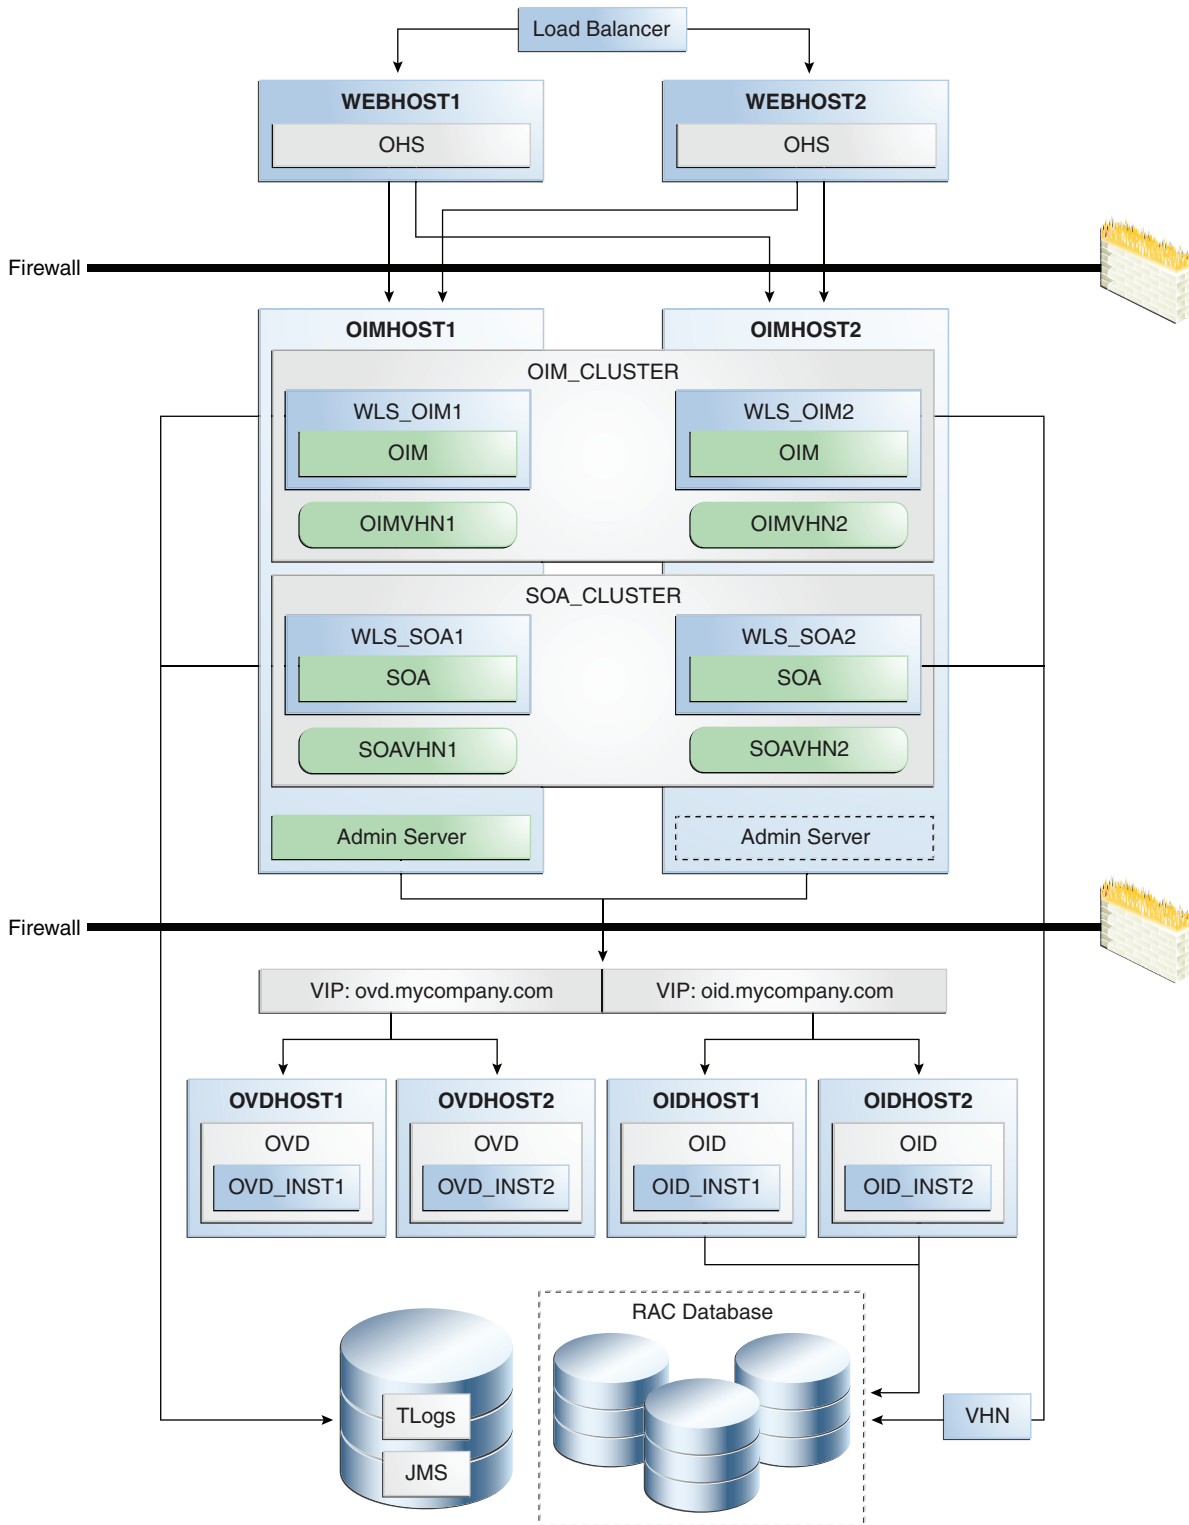 Load Balancer
WEBHOST1
WEBHOST2
OHS
OHS
Firewall
OIMHOST1
OIMHOST2
OIM_CLUSTER
WLS_OIM1
WLS_OIM2
OIM
OIM
OIMVHN1
OIMVHN2
SOA_CLUSTER
WLS_SOA1
WLS_SOA2
SOA
SOA
SOAVHN1
SOAVHN2
Admin Server
Admin Server
Firewall
VIP: ovd.mycompany.com
VIP: oid.mycompany.com
OVDHOST1
OVDHOST2
OIDHOST1
OIDHOST2
OVD
OVD
OID
OID
OVD_INST1
OVD_INST2
OID_INST1
OID_INST2
RAC Database
TLogs
VHN
JMS